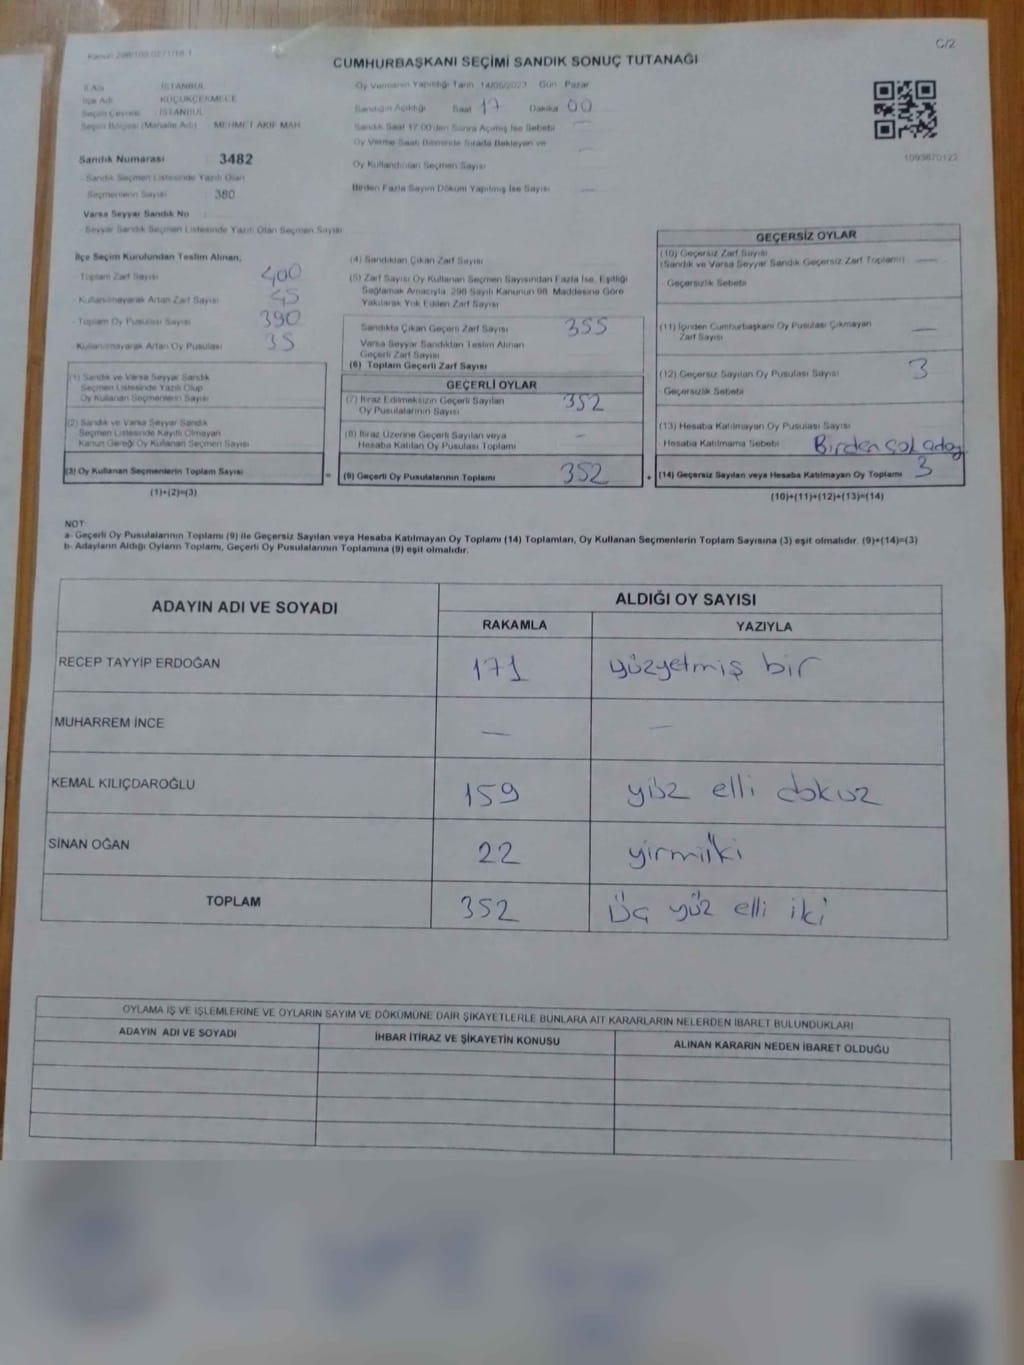 C/2
CUMHURBAŞKANI SEÇİMİ SANDIK SONUÇ TUTANAĞI
İl Adı : İSTANBUL
İlçe Adı : KÜÇÜKÇEKMECE
Seçim Çevresi : İSTANBUL
Seçim Bölgesi (Mahalle Adı) : MEHMET AKİF MAH
Sandık Numarası : 3482
Sandık Seçmen Listesinde Yazılı Olan
Seçmenlerin Sayısı : 380
Varsa Seyyar Sandık No
Seyyar Sandık Seçmen Listesinde Yazılı Olan Seçmen Sayısı
Oy Vermenin Yapıldığı Tarih 14/05/2023 Gün Pazar
Sandığın Açıldığı Saat 17 Dakika 00
Sandık Saat 17:00'den Sonra Açılmış İse Sebebi —
Oy Verme Saati Bitiminde Sırada Bekleyen ve
Oy Kullandırılan Seçmen Sayısı —
Birden Fazla Sayım Döküm Yapılmış İse Sayısı —
1093870122
İlçe Seçim Kurulundan Teslim Alınan;
Toplam Zarf Sayısı 400
- Kullanılmayarak Artan Zarf Sayısı 45
- Toplam Oy Pusulası Sayısı 390
- Kullanılmayarak Artan Oy Pusulası 35
(1) Sandık ve Varsa Seyyar Sandık
Seçmen Listesinde Yazılı Olup
Oy Kullanan Seçmenlerin Sayısı
(2) Sandık ve Varsa Seyyar Sandık
Seçmen Listesinde Kayıtlı Olmayan
Kanun Gereği Oy Kullanan Seçmen Sayısı
(3) Oy Kullanan Seçmenlerin Toplam Sayısı
(1)+(2)=(3)
=
(4) Sandıktan Çıkan Zarf Sayısı
(5) Zarf Sayısı Oy Kullanan Seçmen Sayısından Fazla İse, Eşitliği
Sağlamak Amacıyla, 298 Sayılı Kanunun 98. Maddesine Göre
Yakılarak Yok Edilen Zarf Sayısı
Sandıkta Çıkan Geçerli Zarf Sayısı 355
Varsa Seyyar Sandıktan Teslim Alınan
Geçerli Zarf Sayısı
(6) Toplam Geçerli Zarf Sayısı
GEÇERLİ OYLAR
(7) İtiraz Edilmeksizin Geçerli Sayılan
Oy Pusulalarının Sayısı 352
(8) İtiraz Üzerine Geçerli Sayılan veya
Hesaba Katılan Oy Pusulası Toplamı —
(9) Geçerli Oy Pusulalarının Toplamı 352
+
GEÇERSİZ OYLAR
(10) Geçersiz Zarf Sayısı
(Sandık ve Varsa Seyyar Sandık Geçersiz Zarf Toplamı) —
Geçersizlik Sebebi
(11) İçinden Cumhurbaşkanı Oy Pusulası Çıkmayan
Zarf Sayısı —
(12) Geçersiz Sayılan Oy Pusulası Sayısı 3
Geçersizlik Sebebi
(13) Hesaba Katılmayan Oy Pusulası Sayısı
Hesaba Katılmama Sebebi Birden çok aday
(14) Geçersiz Sayılan veya Hesaba Katılmayan Oy Toplamı 3
(10)+(11)+(12)+(13)=(14)
NOT:
a- Geçerli Oy Pusulalarının Toplamı (9) ile Geçersiz Sayılan veya Hesaba Katılmayan Oy Toplamı (14) Toplamları, Oy Kullanan Seçmenlerin Toplam Sayısına (3) eşit olmalıdır. (9)+(14)=(3)
b- Adayların Aldığı Oyların Toplamı, Geçerli Oy Pusulalarının Toplamına (9) eşit olmalıdır.
ADAYIN ADI VE SOYADI ALDIĞI OY SAYISI
RAKAMLA YAZIYLA
RECEP TAYYİP ERDOĞAN 171 yüzyetmiş bir
MUHARREM İNCE — —
KEMAL KILIÇDAROĞLU 159 yüz elli dokuz
SİNAN OĞAN 22 yirmiiki
TOPLAM 352 üç yüz elli iki
OYLAMA İŞ VE İŞLEMLERİNE VE OYLARIN SAYIM VE DÖKÜMÜNE DAİR ŞİKAYETLERLE BUNLARA AİT KARARLARIN NELERDEN İBARET BULUNDUKLARI
ADAYIN ADI VE SOYADI İHBAR İTİRAZ VE ŞİKAYETİN KONUSU ALINAN KARARIN NEDEN İBARET OLDUĞU